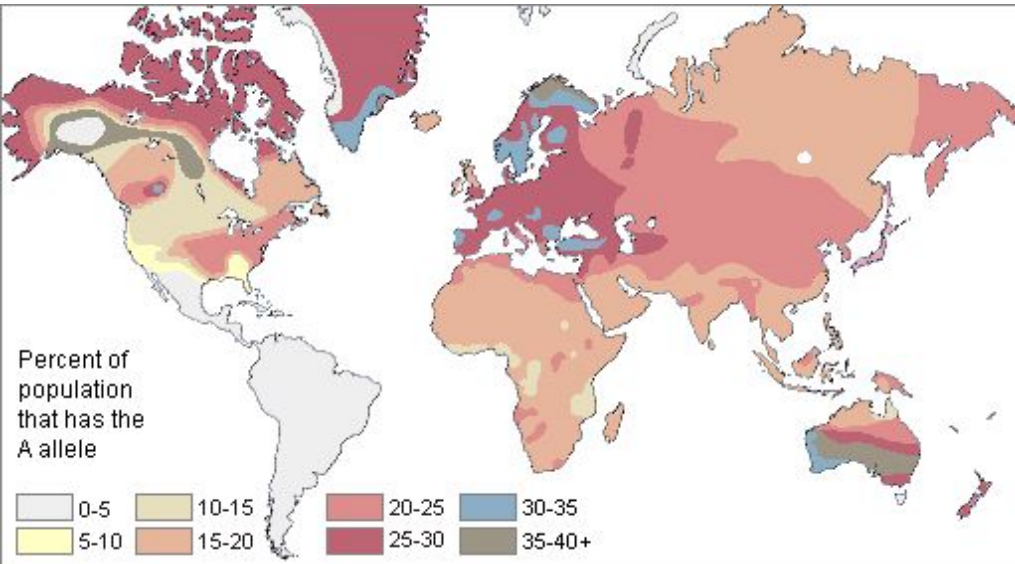 Percent of
population
that has the
A allele
0-5
10-15
20-25
30-35
5-10
15-20
25-30
35-40+